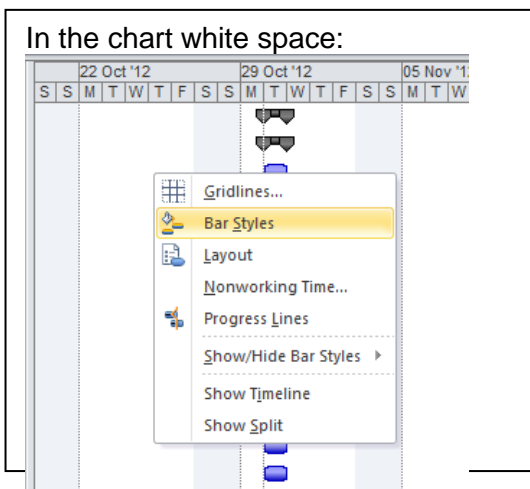 In the chart white space:
22 Oct '12 29 Oct '12 05 Nov '1
S S M T W T F S S M T W T F S S M T W
Gridlines...
Bar Styles
Layout
Nonworking Time...
Progress Lines
Show/Hide Bar Styles
Show Timeline
Show Split